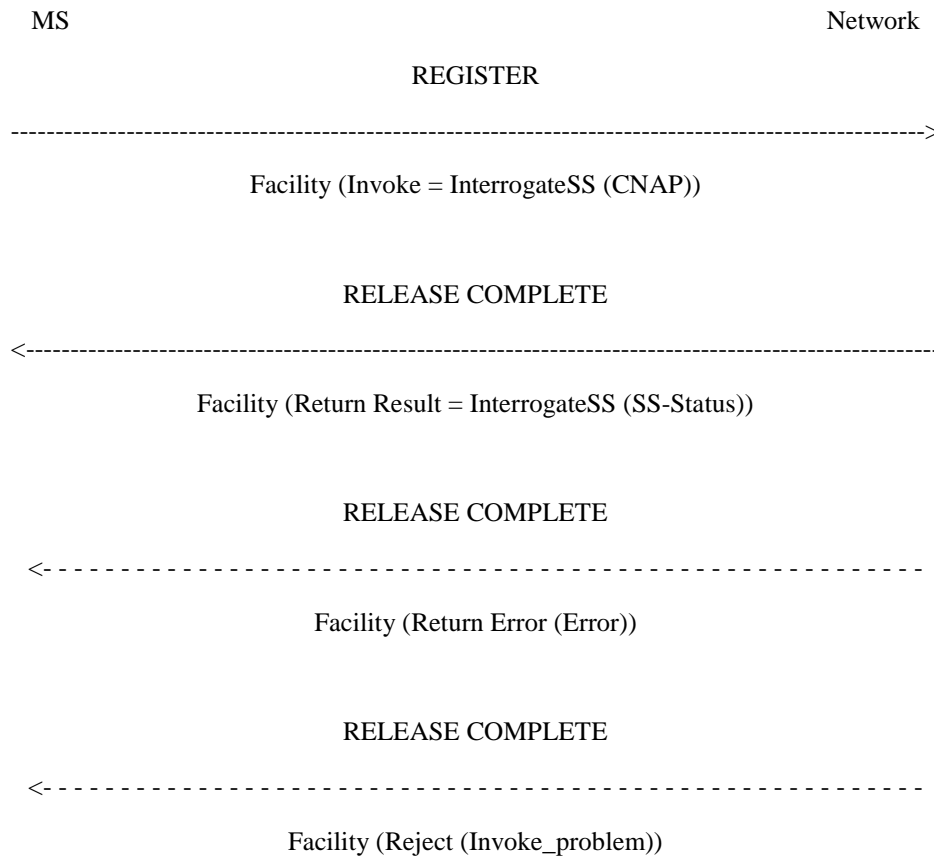 MS Network
REGISTER
Facility (Invoke = InterrogateSS (CNAP))
RELEASE COMPLETE
Facility (Return Result = InterrogateSS (SS-Status))
RELEASE COMPLETE
Facility (Return Error (Error))
RELEASE COMPLETE
Facility (Reject (Invoke_problem))